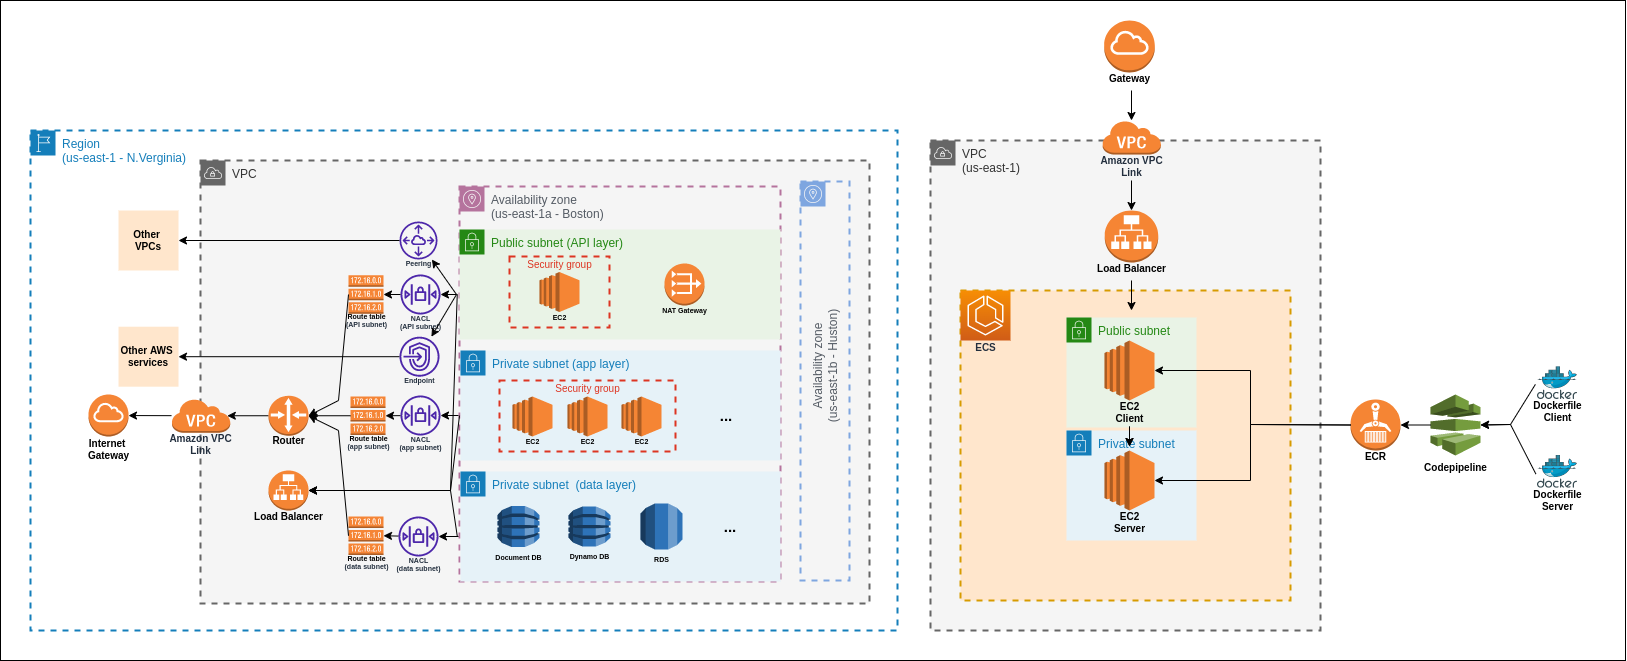 Region
(us-east-1 - N.Verginia)
VPC
Availability zone
(us-east-1a - Boston)
Public subnet (API layer)
Security group
EC2
NAT Gateway
Private subnet (app layer)
Security group
EC2
EC2
EC2
...
Private subnet  (data layer)
Document DB
Dynamo DB
RDS
...
Availability zone
(us-east-1b - Huston)
Other
VPCs
Peering
172.16.0.0
172.16.1.0
172.16.2.0
Route table
(API subnet)
NACL
(API subnet)
Other AWS
services
Endpoint
Internet
Gateway
VPC
Amazon VPC
Link
Router
172.16.0.0
172.16.1.0
172.16.2.0
Route table
(app subnet)
NACL
(app subnet)
Load Balancer
172.16.0.0
172.16.1.0
172.16.2.0
Route table
(data subnet)
NACL
(data subnet)
Gateway
VPC
(us-east-1)
VPC
Amazon VPC
Link
Load Balancer
ECS
Public subnet
EC2
Client
Private subnet
EC2
Server
ECR
Codepipeline
docker
Dockerfile
Client
docker
Dockerfile
Server